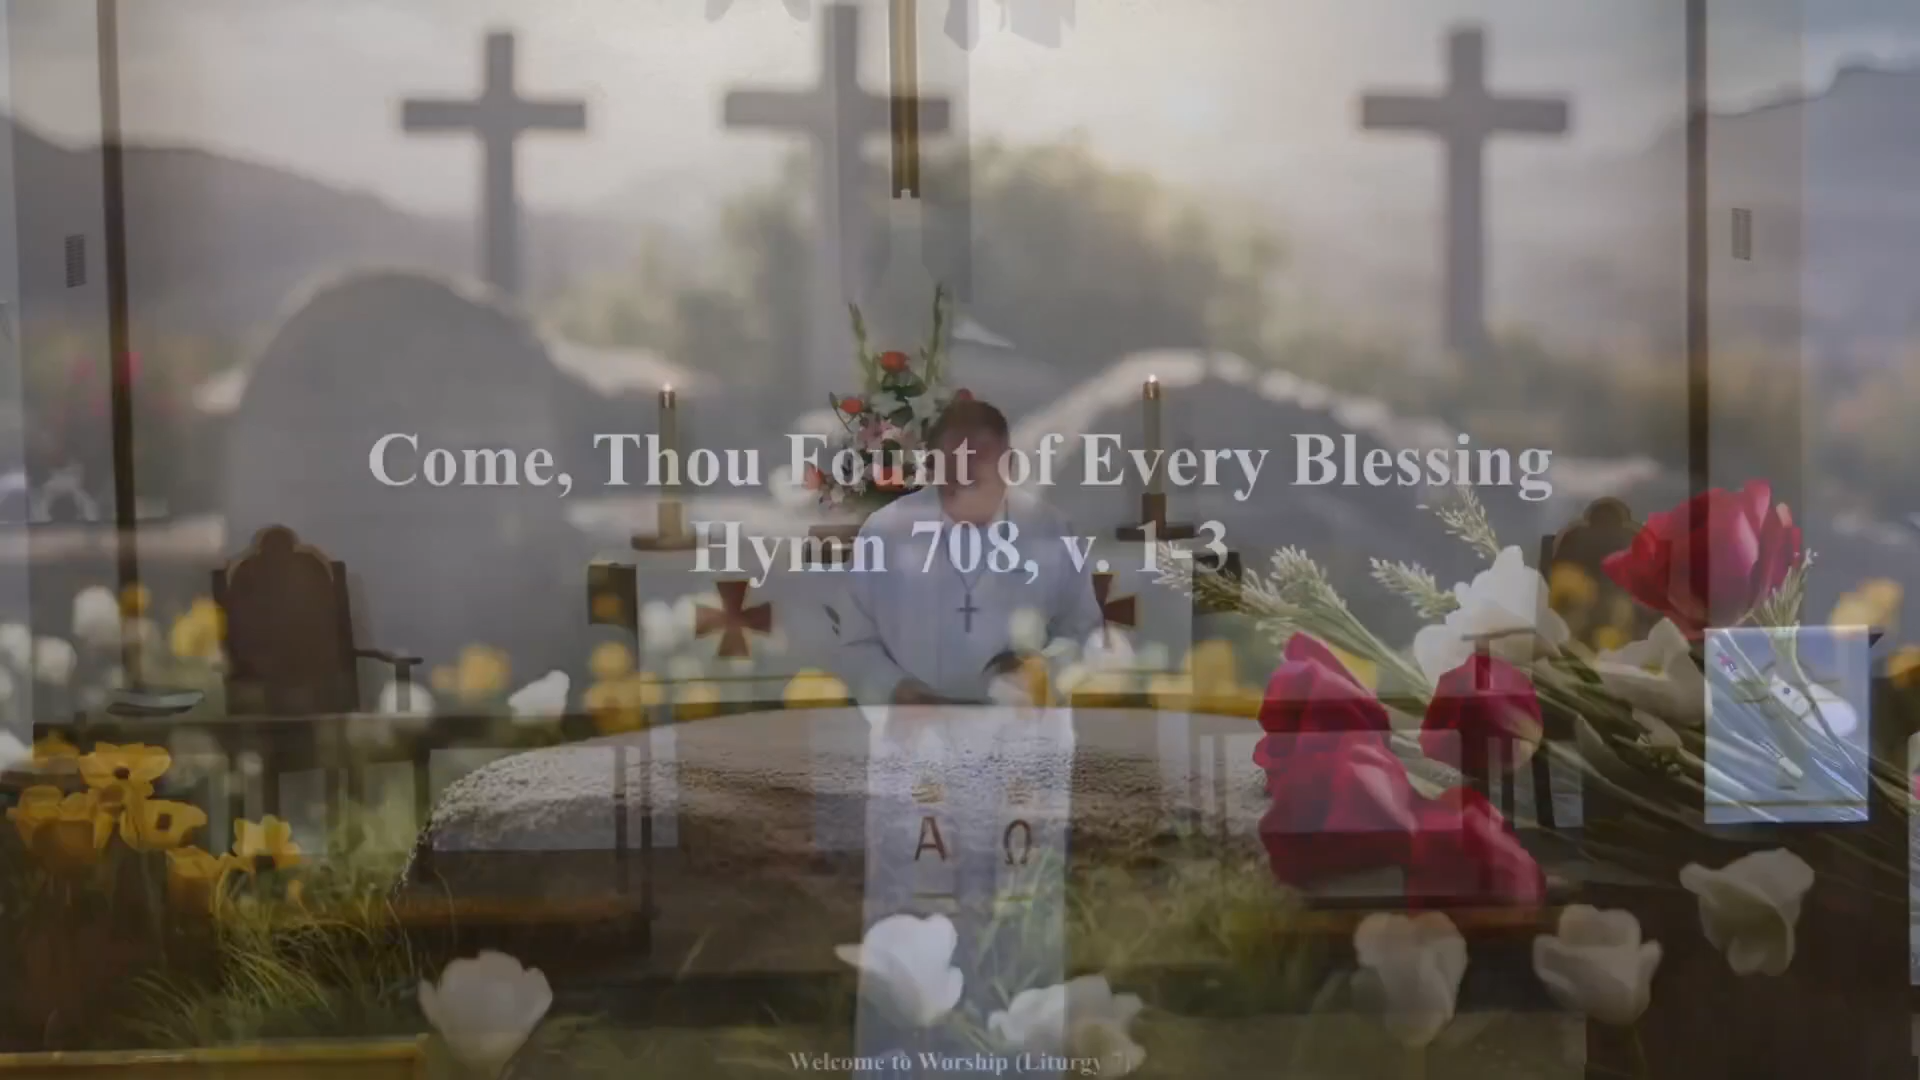 Come, Thou Fount of Every Blessing
Hymn 708, v. 1-3
Α Ω
Welcome to Worship (Liturgy 7)